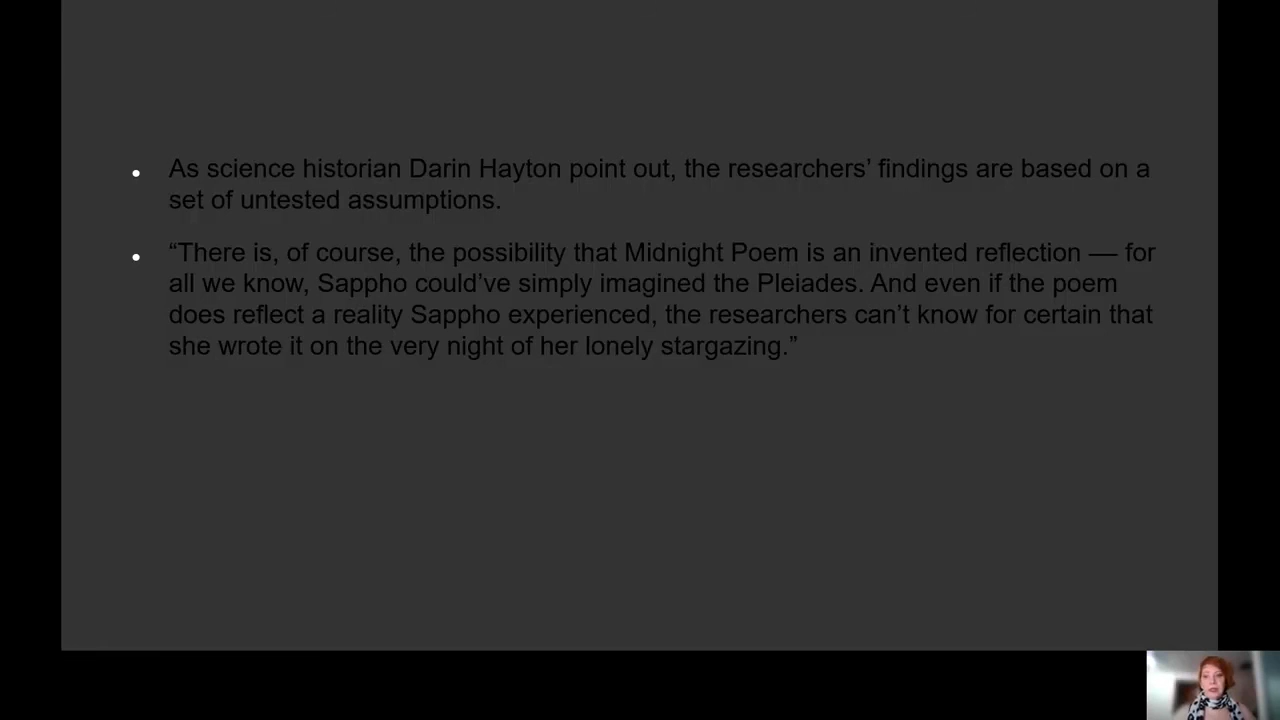 • As science historian Darin Hayton point out, the researchers’ findings are based on a
set of untested assumptions.
• “There is, of course, the possibility that Midnight Poem is an invented reflection — for
all we know, Sappho could’ve simply imagined the Pleiades. And even if the poem
does reflect a reality Sappho experienced, the researchers can’t know for certain that
she wrote it on the very night of her lonely stargazing.”